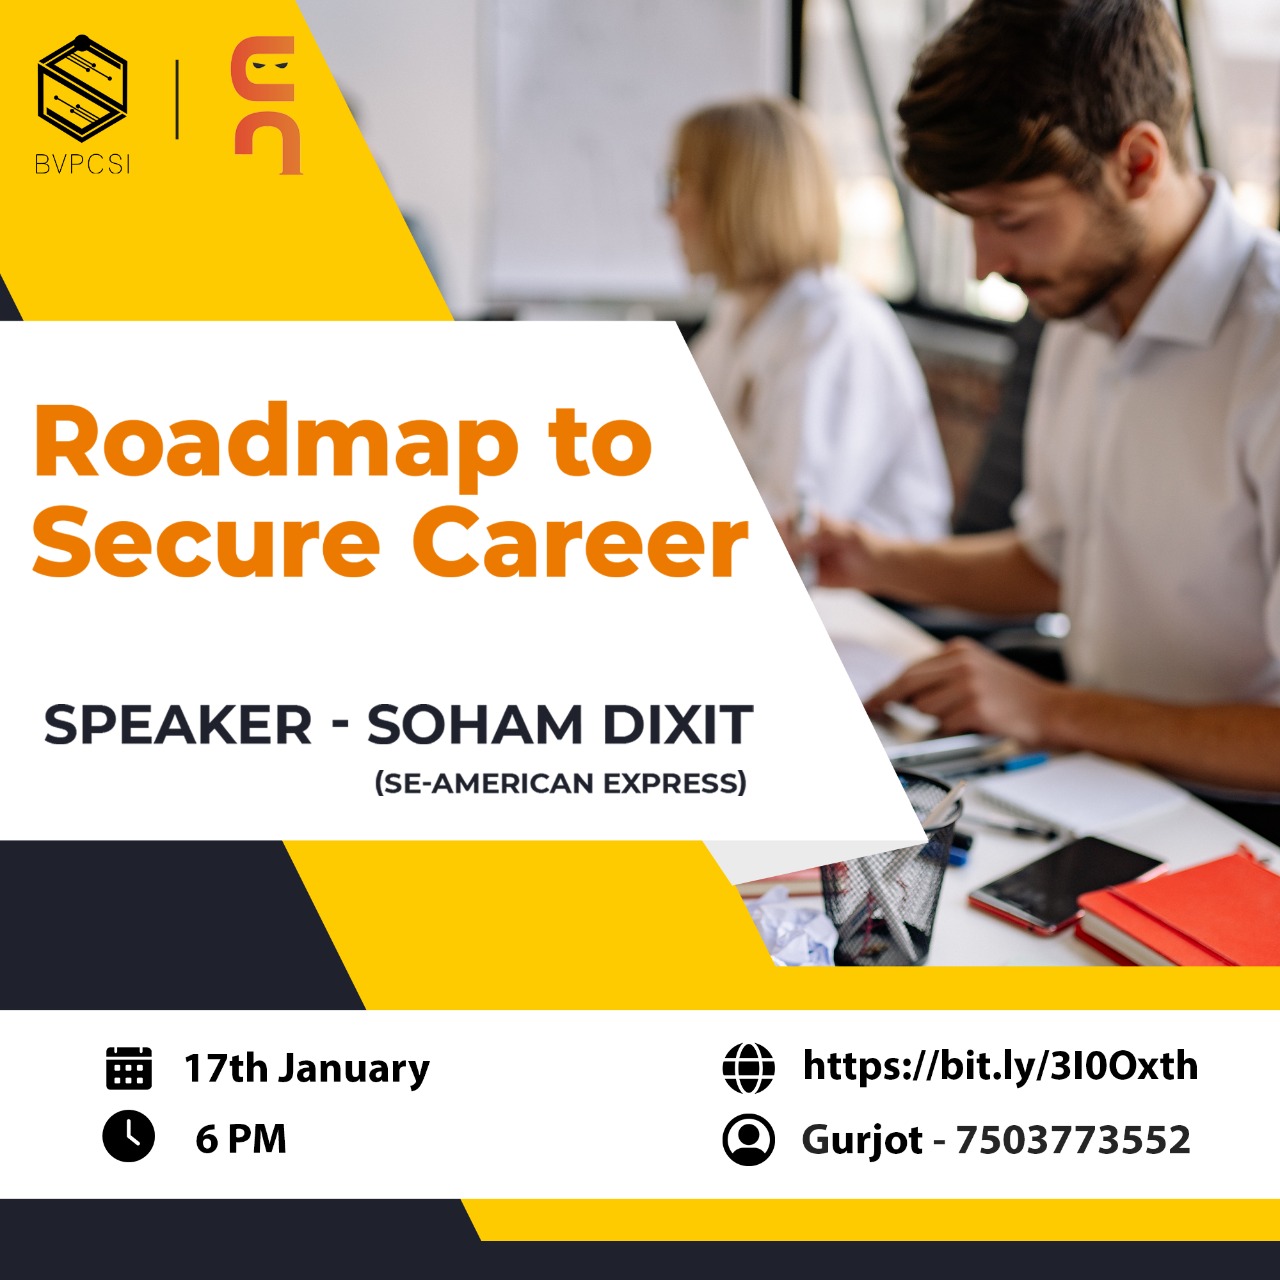 BVPCSI
Roadmap to
Secure Career
SPEAKER - SOHAM DIXIT
(SE-AMERICAN EXPRESS)
17th January
6 PM
https://bit.ly/3I0Oxth
Gurjot - 7503773552